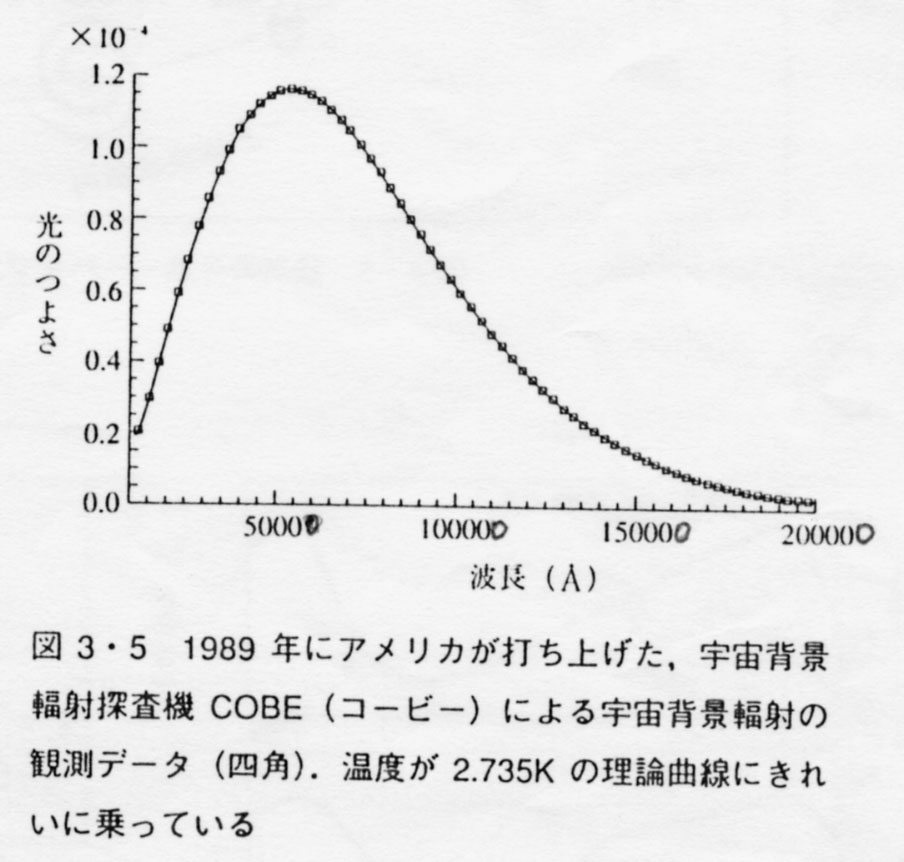 ×10⁻⁴
1.2
1.0
0.8
0.6
0.4
0.2
0.0
光のつよさ
50000 100000 150000 200000
波長（Å）
図 3・5　1989 年にアメリカが打ち上げた，宇宙背景
輻射探査機 COBE（コービー）による宇宙背景輻射の
観測データ（四角）．温度が 2.735K の理論曲線にきれ
いに乗っている